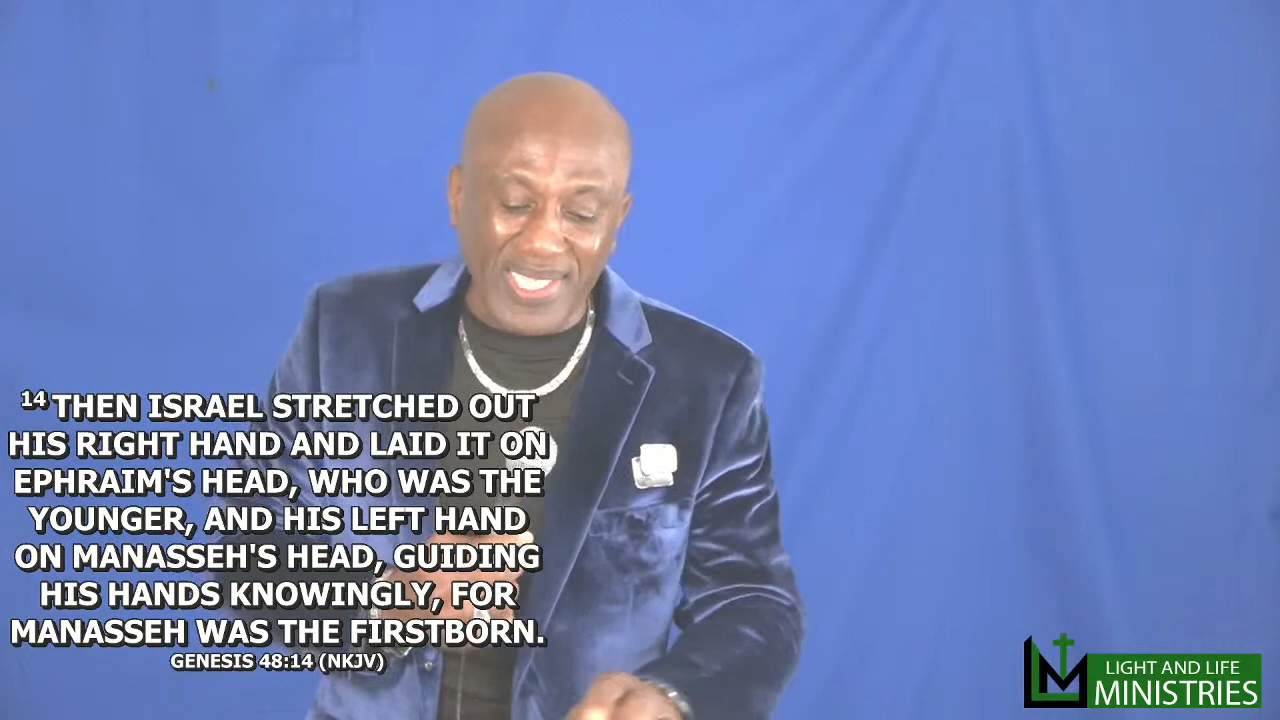 14 THEN ISRAEL STRETCHED OUT
HIS RIGHT HAND AND LAID IT ON
EPHRAIM'S HEAD, WHO WAS THE
YOUNGER, AND HIS LEFT HAND
ON MANASSEH'S HEAD, GUIDING
HIS HANDS KNOWINGLY, FOR
MANASSEH WAS THE FIRSTBORN.
GENESIS 48:14 (NKJV)
LM
LIGHT AND LIFE
MINISTRIES